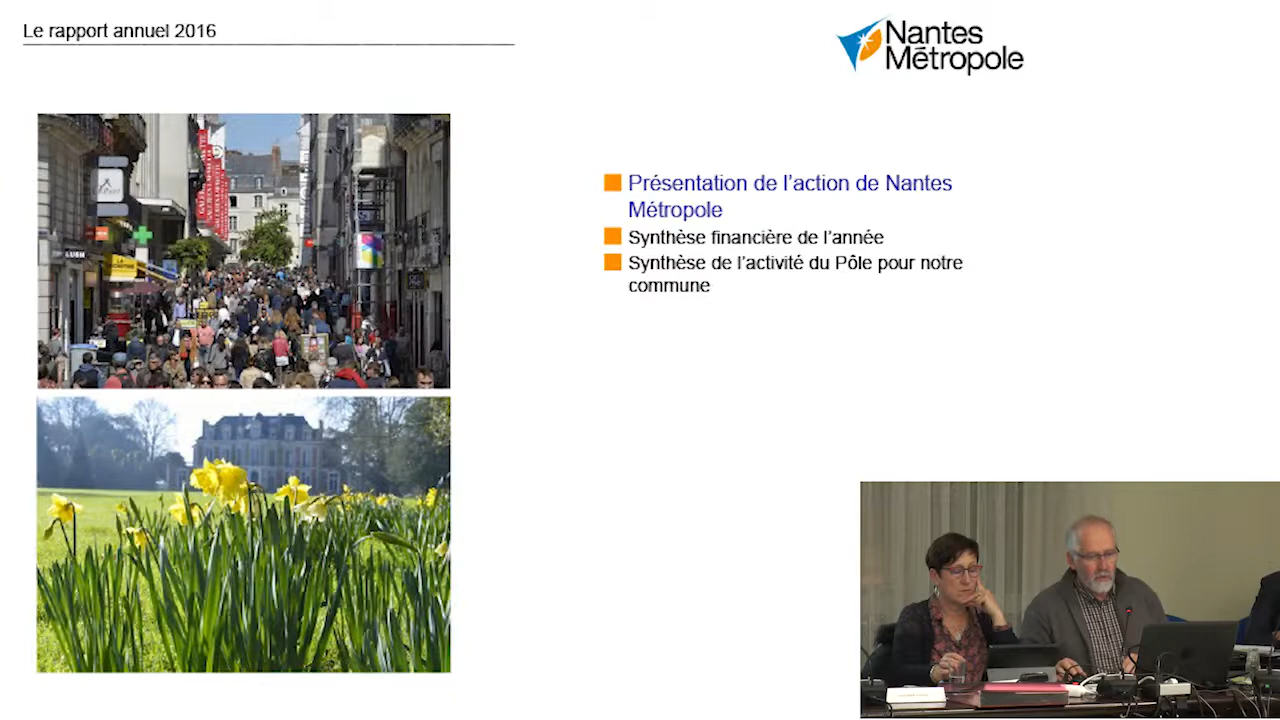 Le rapport annuel 2016
Nantes
Métropole
Présentation de l'action de Nantes
Métropole
Synthèse financière de l'année
Synthèse de l'activité du Pôle pour notre
commune
LUSH